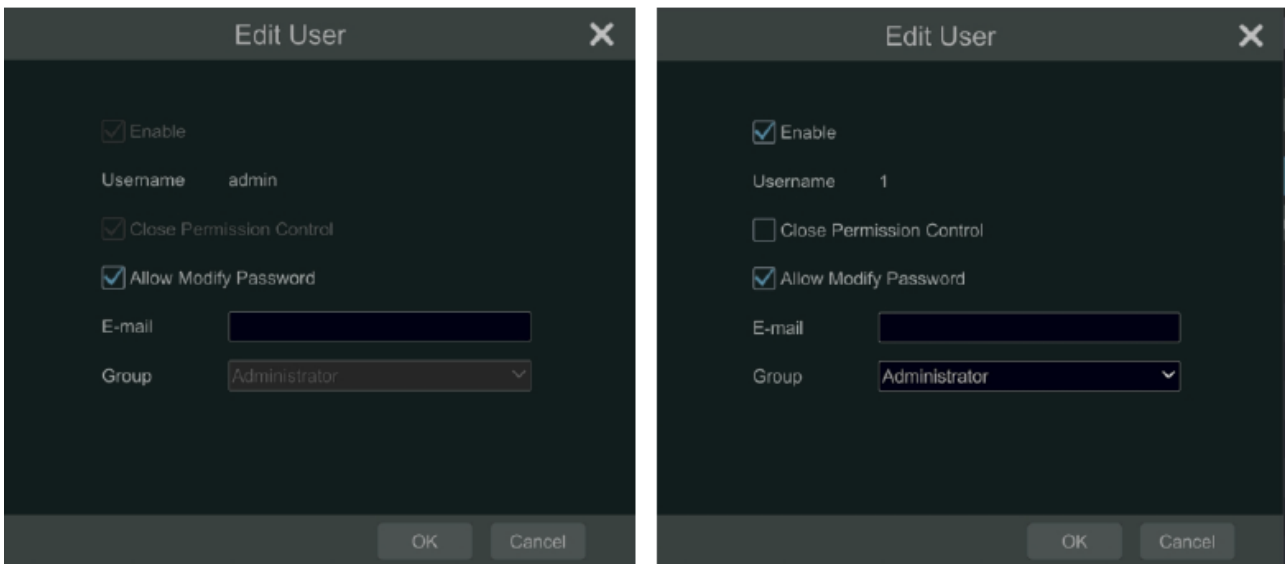 Edit User
Enable
Username admin
Close Permission Control
Allow Modify Password
E-mail
Group Administrator
OK Cancel
Edit User
Enable
Username 1
Close Permission Control
Allow Modify Password
E-mail
Group Administrator
OK Cancel